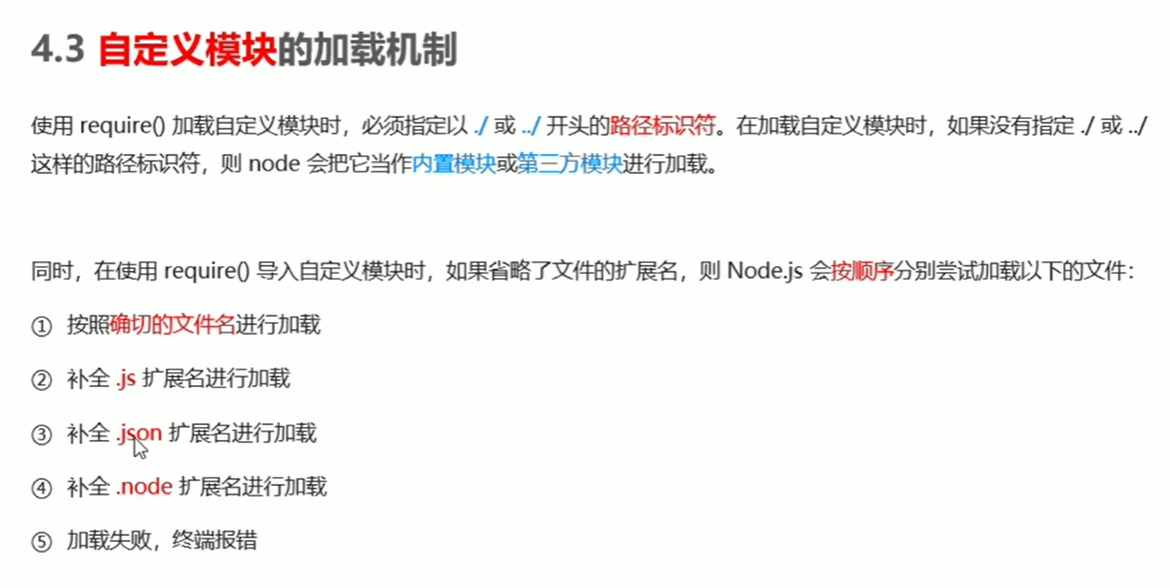 4.3 自定义模块的加载机制
使用 require() 加载自定义模块时，必须指定以 ./ 或 ../ 开头的路径标识符。在加载自定义模块时，如果没有指定 ./ 或 ../
这样的路径标识符，则 node 会把它当作内置模块或第三方模块进行加载。
同时，在使用 require() 导入自定义模块时，如果省略了文件的扩展名，则 Node.js 会按顺序分别尝试加载以下的文件：
① 按照确切的文件名进行加载
② 补全 .js 扩展名进行加载
③ 补全 .json 扩展名进行加载
④ 补全 .node 扩展名进行加载
⑤ 加载失败，终端报错